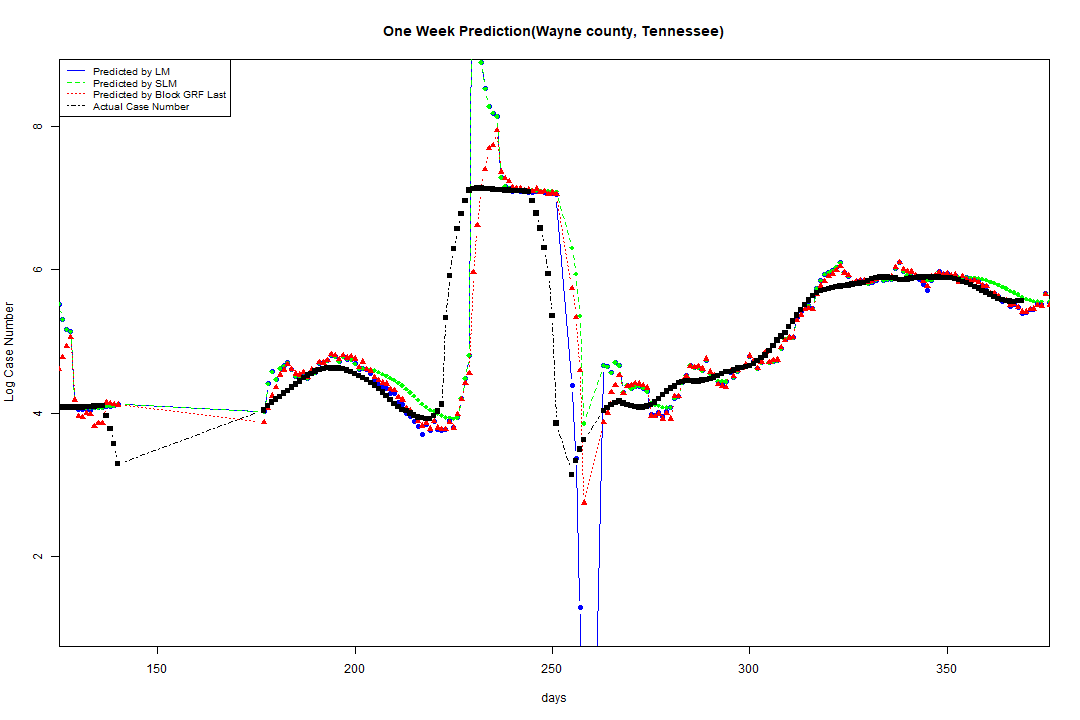 One Week Prediction(Wayne county, Tennessee)
Predicted by LM
Predicted by SLM
Predicted by Block GRF Last
Actual Case Number
Log Case Number
8
6
4
2
150 200 250 300 350
days